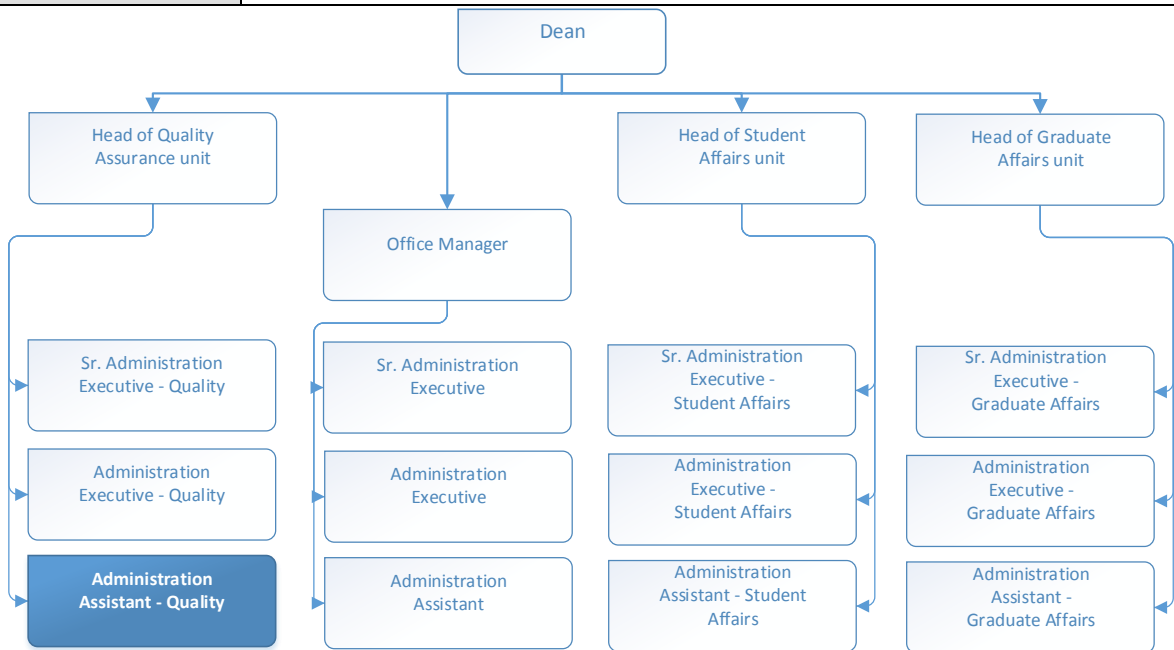 Dean
Head of Quality
Assurance unit
Head of Student
Affairs unit
Head of Graduate
Affairs unit
Office Manager
Sr. Administration
Executive - Quality
Sr. Administration
Executive
Sr. Administration
Executive -
Student Affairs
Sr. Administration
Executive -
Graduate Affairs
Administration
Executive - Quality
Administration
Executive
Administration
Executive -
Student Affairs
Administration
Executive -
Graduate Affairs
Administration
Assistant - Quality
Administration
Assistant
Administration
Assistant - Student
Affairs
Administration
Assistant -
Graduate Affairs